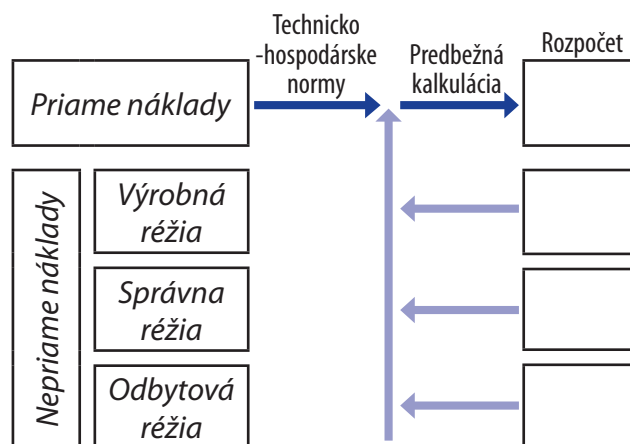 Technicko
-hospodárske
normy
Predbežná
kalkulácia
Rozpočet
Priame náklady
Nepriame náklady
Výrobná
réžia
Správna
réžia
Odbytová
réžia